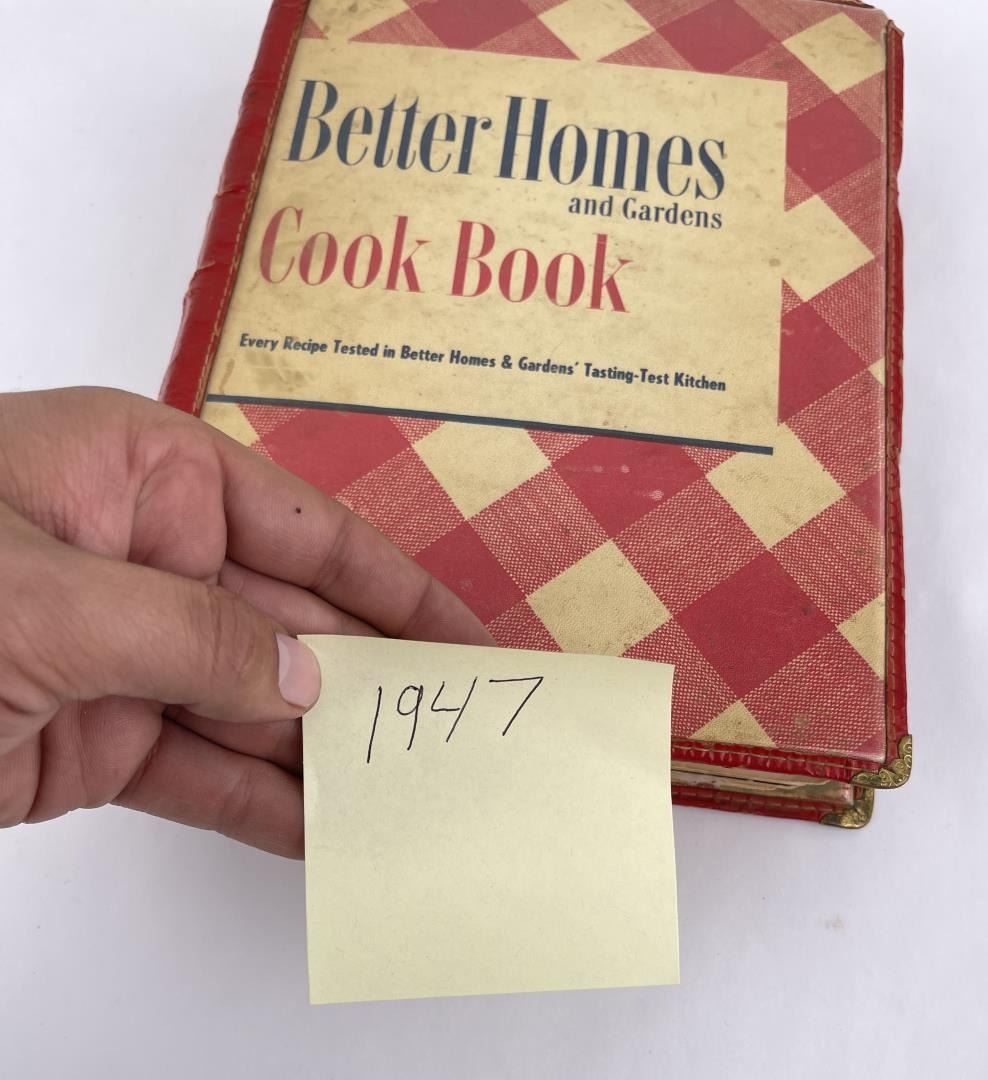 Better Homes
and Gardens
Cook Book
Every Recipe Tested in Better Homes & Gardens' Tasting-Test Kitchen
1947